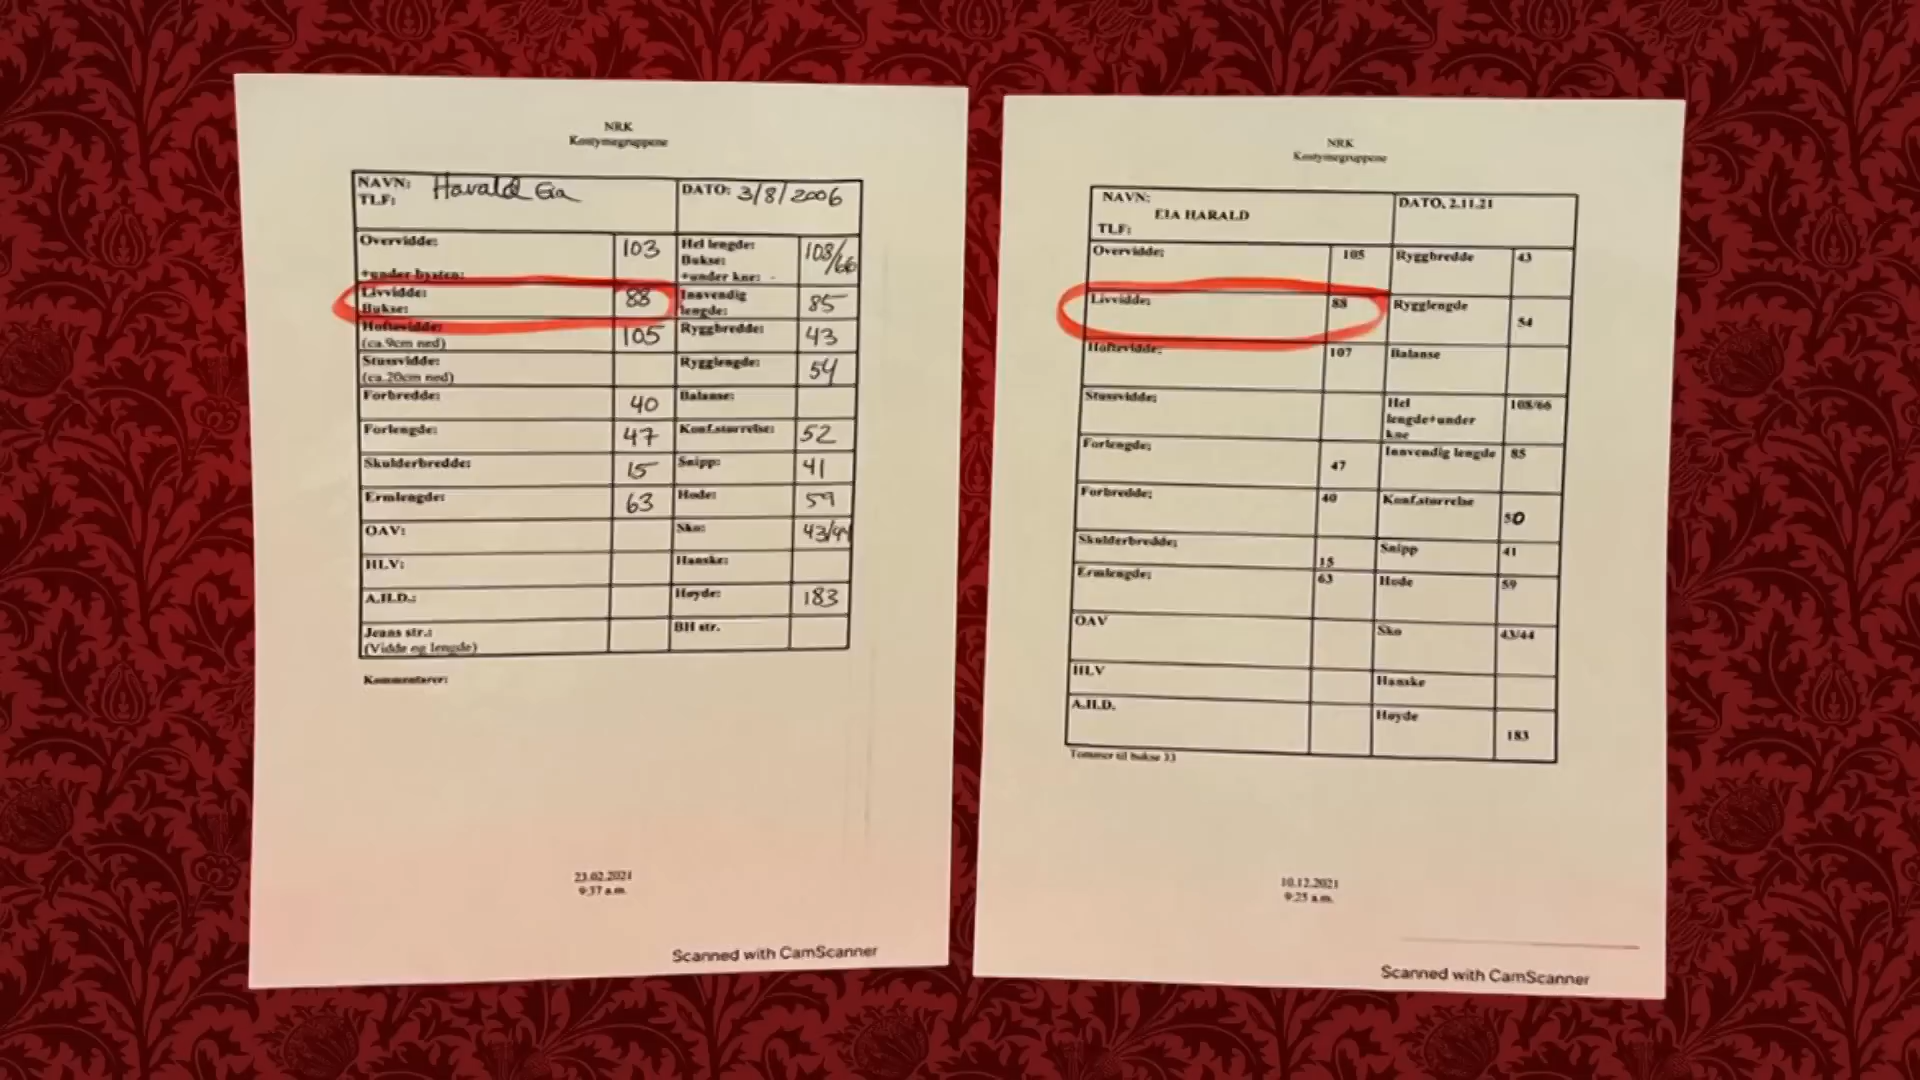 NRK
Kostymegruppene
NAVN: Harald Eia
TLF:
DATO: 3/8/2006
Overvidde: 103
+under bysten:
Hel lengde: 108/66
Bukse:
+under kne: -
Livvidde: 88
Bukse:
Innvendig lengde: 85
Hoftevidde: 105
(ca.9cm ned)
Ryggbredde: 43
Stussvidde:
(ca.20cm ned)
Rygglengde: 54
Forbredde: 40
Balanse:
Forlengde: 47
Konf.størrelse: 52
Skulderbredde: 15
Snipp: 41
Ermlengde: 63
Hode: 59
OAV:
Sko: 43/44
HLV:
Hanske:
A.H.D.:
Høyde: 183
Jeans str.:
(Vidde og lengde)
BH str.
Kommentarer:
23.02.2021
9:37 a.m.
Scanned with CamScanner
NRK
Kostymegruppene
NAVN:
EIA HARALD
TLF:
DATO, 2.11.21
Overvidde; 105
Ryggbredde 43
Livvidde; 88
Rygglengde 54
Hoftevidde; 107
Balanse
Stussvidde;
Hel lengde+under kne 108/66
Forlengde; 47
Innvendig lengde 85
Forbredde; 40
Konf.størrelse 50
Skulderbredde; 15
Snipp 41
Ermlengde; 63
Hode 59
OAV
Sko 43/44
HLV
Hanske
A.H.D.
Høyde 183
Tommer til bukse 33
10.12.2021
9:25 a.m.
Scanned with CamScanner